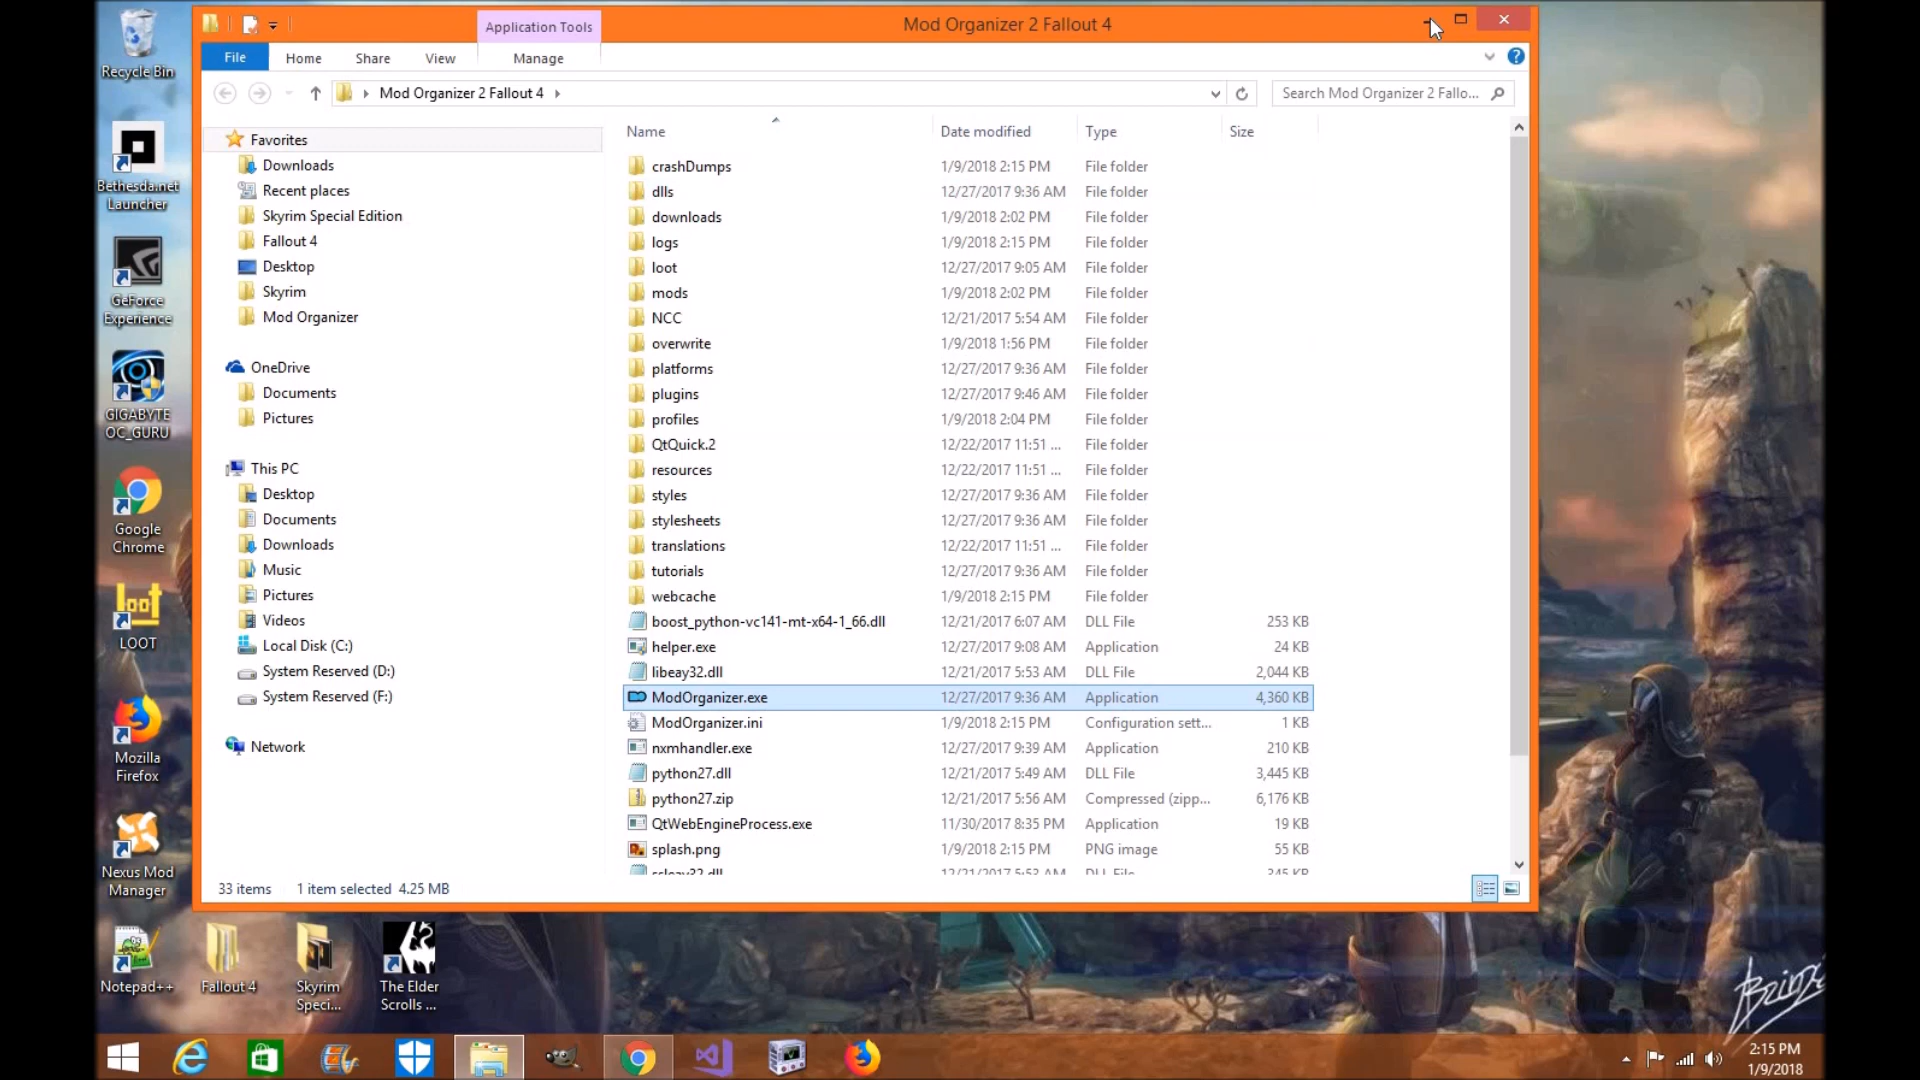 Application Tools
Mod Organizer 2 Fallout 4
File
Home
Share
View
Manage
Mod Organizer 2 Fallout 4
Search Mod Organizer 2 Fallo...
Name
Date modified
Type
Size
Favorites
Downloads
Recent places
Skyrim Special Edition
Fallout 4
Desktop
Skyrim
Mod Organizer
OneDrive
Documents
Pictures
This PC
Desktop
Documents
Downloads
Music
Pictures
Videos
Local Disk (C:)
System Reserved (D:)
System Reserved (F:)
Network
crashDumps 1/9/2018 2:15 PM File folder
dlls 12/27/2017 9:36 AM File folder
downloads 1/9/2018 2:02 PM File folder
logs 1/9/2018 2:15 PM File folder
loot 12/27/2017 9:05 AM File folder
mods 1/9/2018 2:02 PM File folder
NCC 12/21/2017 5:54 AM File folder
overwrite 1/9/2018 1:56 PM File folder
platforms 12/27/2017 9:36 AM File folder
plugins 12/27/2017 9:46 AM File folder
profiles 1/9/2018 2:04 PM File folder
QtQuick.2 12/22/2017 11:51 ... File folder
resources 12/22/2017 11:51 ... File folder
styles 12/27/2017 9:36 AM File folder
stylesheets 12/27/2017 9:36 AM File folder
translations 12/22/2017 11:51 ... File folder
tutorials 12/27/2017 9:36 AM File folder
webcache 1/9/2018 2:15 PM File folder
boost_python-vc141-mt-x64-1_66.dll 12/21/2017 6:07 AM DLL File 253 KB
helper.exe 12/27/2017 9:08 AM Application 24 KB
libeay32.dll 12/21/2017 5:53 AM DLL File 2,044 KB
ModOrganizer.exe 12/27/2017 9:36 AM Application 4,360 KB
ModOrganizer.ini 1/9/2018 2:15 PM Configuration sett... 1 KB
nxmhandler.exe 12/27/2017 9:39 AM Application 210 KB
python27.dll 12/21/2017 5:49 AM DLL File 3,445 KB
python27.zip 12/21/2017 5:56 AM Compressed (zipp... 6,176 KB
QtWebEngineProcess.exe 11/30/2017 8:35 PM Application 19 KB
splash.png 1/9/2018 2:15 PM PNG image 55 KB
ssleay32.dll 12/21/2017 5:53 AM DLL File 345 KB
33 items 1 item selected 4.25 MB
Recycle Bin
Bethesda.net
Launcher
GeForce
Experience
GIGABYTE
OC_GURU
Google
Chrome
loot
LOOT
Mozilla
Firefox
Nexus Mod
Manager
Notepad++
Fallout 4
Skyrim
Speci...
The Elder
Scrolls ...
2:15 PM
1/9/2018